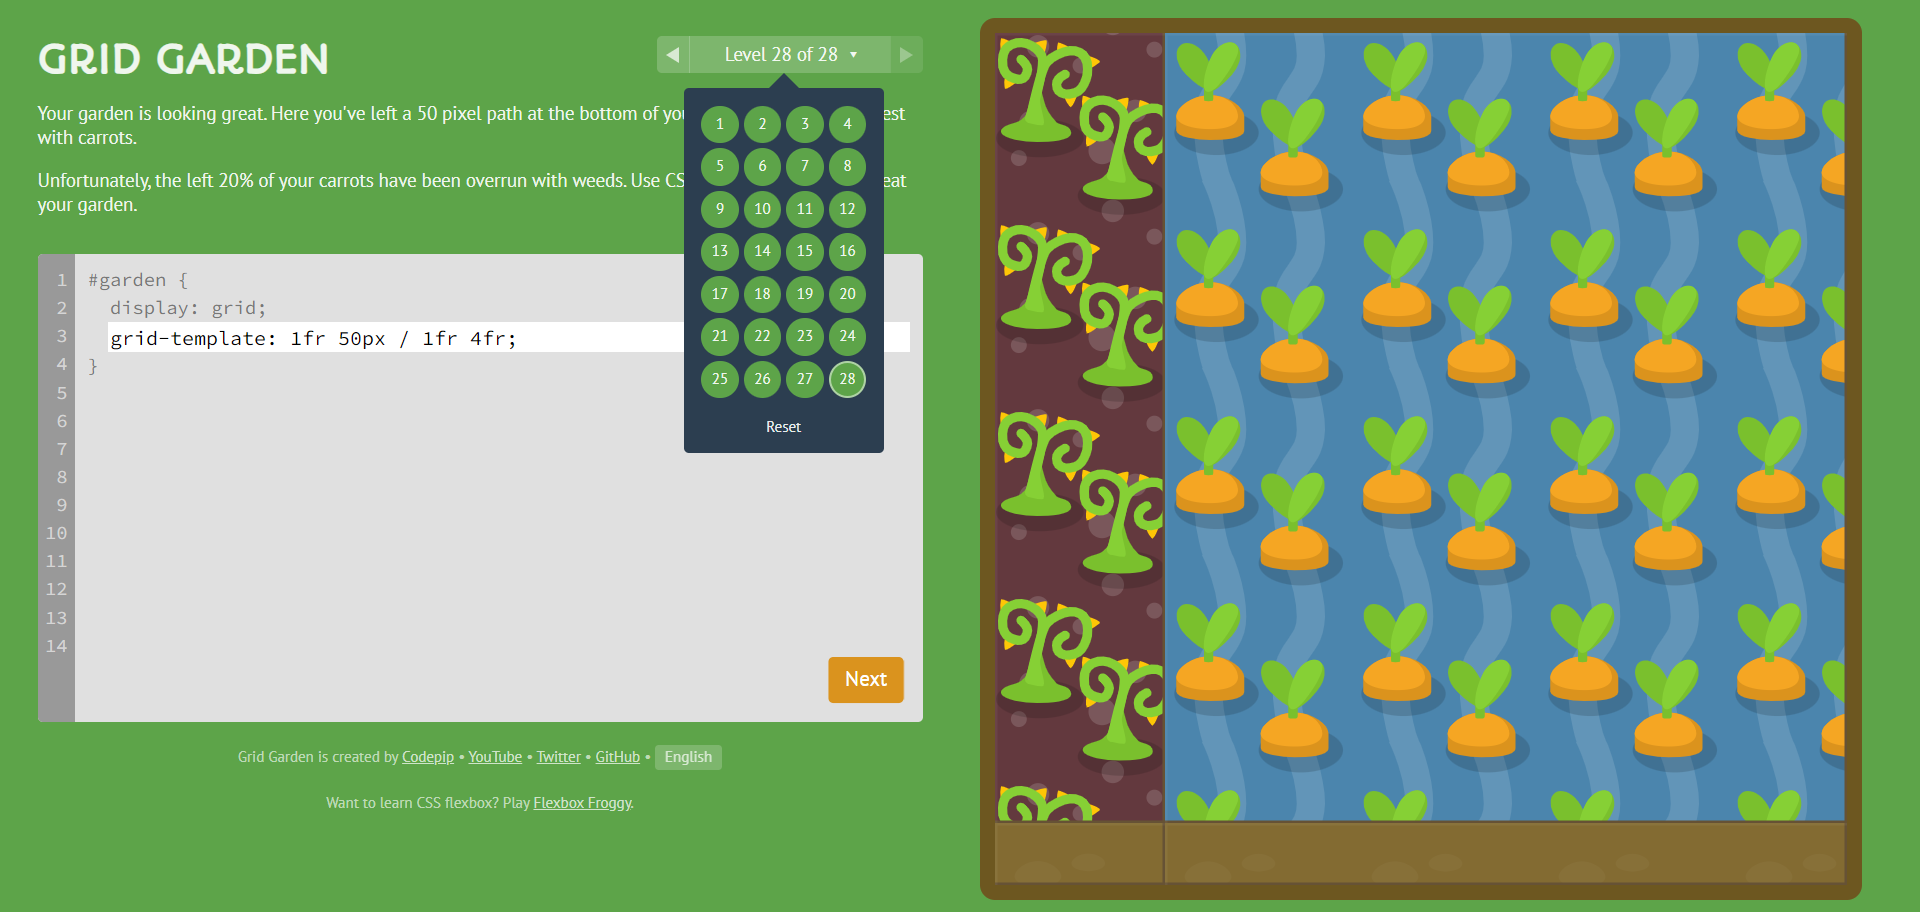 GRID GARDEN
Level 28 of 28
Your garden is looking great. Here you've left a 50 pixel path at the bottom of you est
with carrots.
Unfortunately, the left 20% of your carrots have been overrun with weeds. Use CS eat
your garden.
1 2 3 4
5 6 7 8
9 10 11 12
13 14 15 16
17 18 19 20
21 22 23 24
25 26 27 28
Reset
1 #garden {
2 display: grid;
3 grid-template: 1fr 50px / 1fr 4fr;
4 }
5
6
7
8
9
10
11
12
13
14
Next
Grid Garden is created by Codepip • YouTube • Twitter • GitHub • English
Want to learn CSS flexbox? Play Flexbox Froggy.